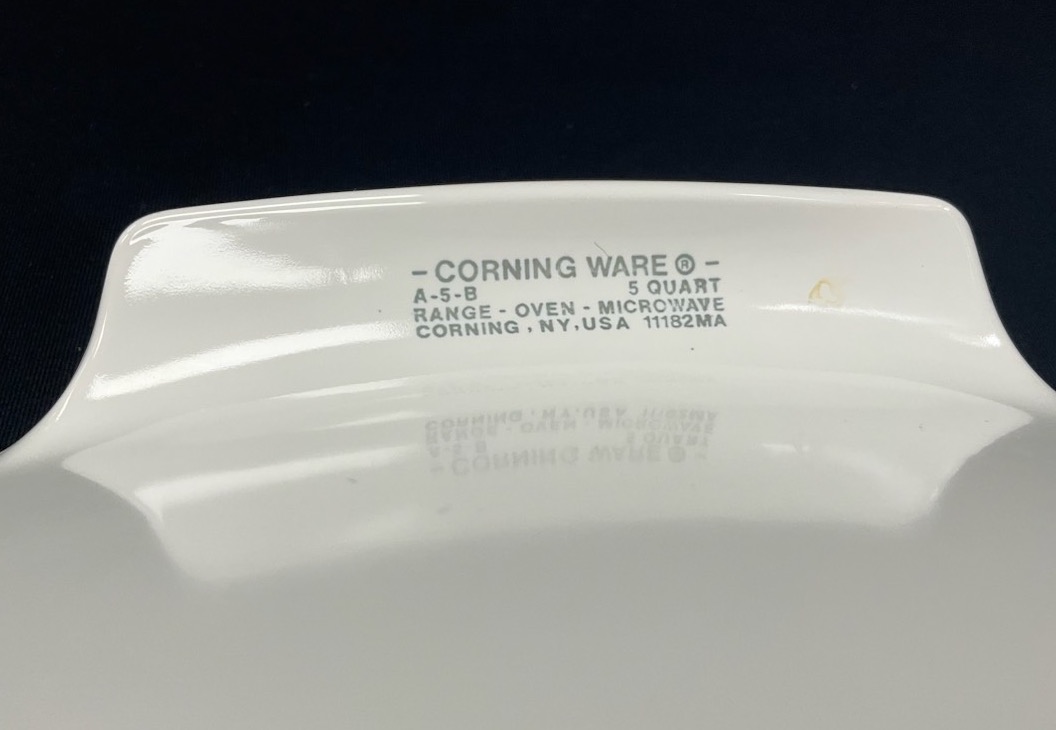 - CORNING WARE ® -
A-5-B 5 QUART
RANGE - OVEN - MICROWAVE
CORNING, NY, USA 11182MA